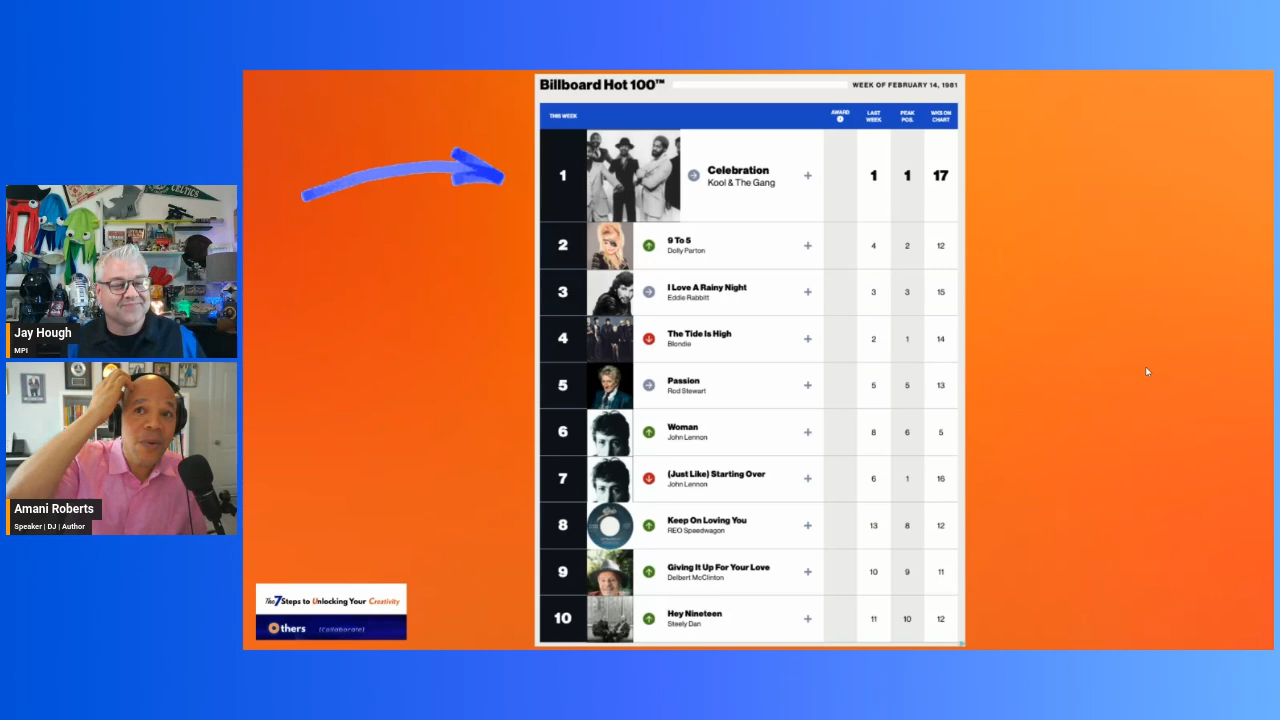 Billboard Hot 100™
WEEK OF FEBRUARY 14, 1981
THIS WEEK
AWARD
LAST WEEK
PEAK POS.
WKS ON CHART
1
Celebration
Kool & The Gang
+
1
1
17
2
9 To 5
Dolly Parton
+
4
2
12
3
I Love A Rainy Night
Eddie Rabbitt
+
3
3
15
4
The Tide Is High
Blondie
+
2
1
14
5
Passion
Rod Stewart
+
5
5
13
6
Woman
John Lennon
+
8
6
5
7
(Just Like) Starting Over
John Lennon
+
6
1
16
8
Keep On Loving You
REO Speedwagon
+
13
8
12
9
Giving It Up For Your Love
Delbert McClinton
+
10
9
11
10
Hey Nineteen
Steely Dan
+
11
10
12
CELTICS
Jay Hough
MPI
Amani Roberts
Speaker | DJ | Author
The 7 Steps to Unlocking Your Creativity
Others (Collaborate)